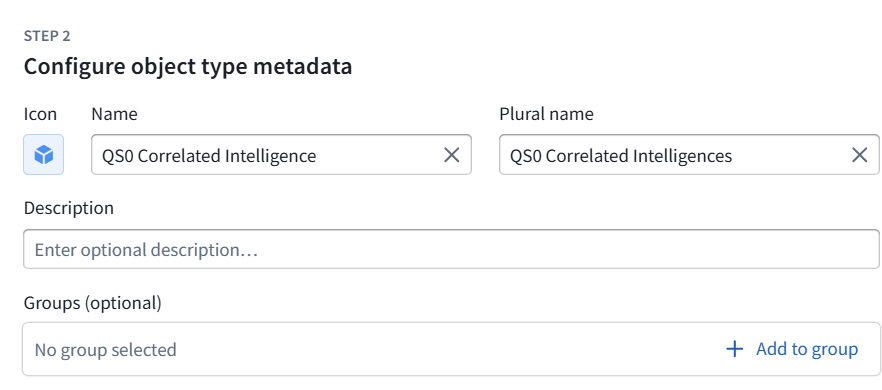 STEP 2
Configure object type metadata
Icon Name Plural name
QS0 Correlated Intelligence QS0 Correlated Intelligences
Description
Enter optional description…
Groups (optional)
No group selected Add to group